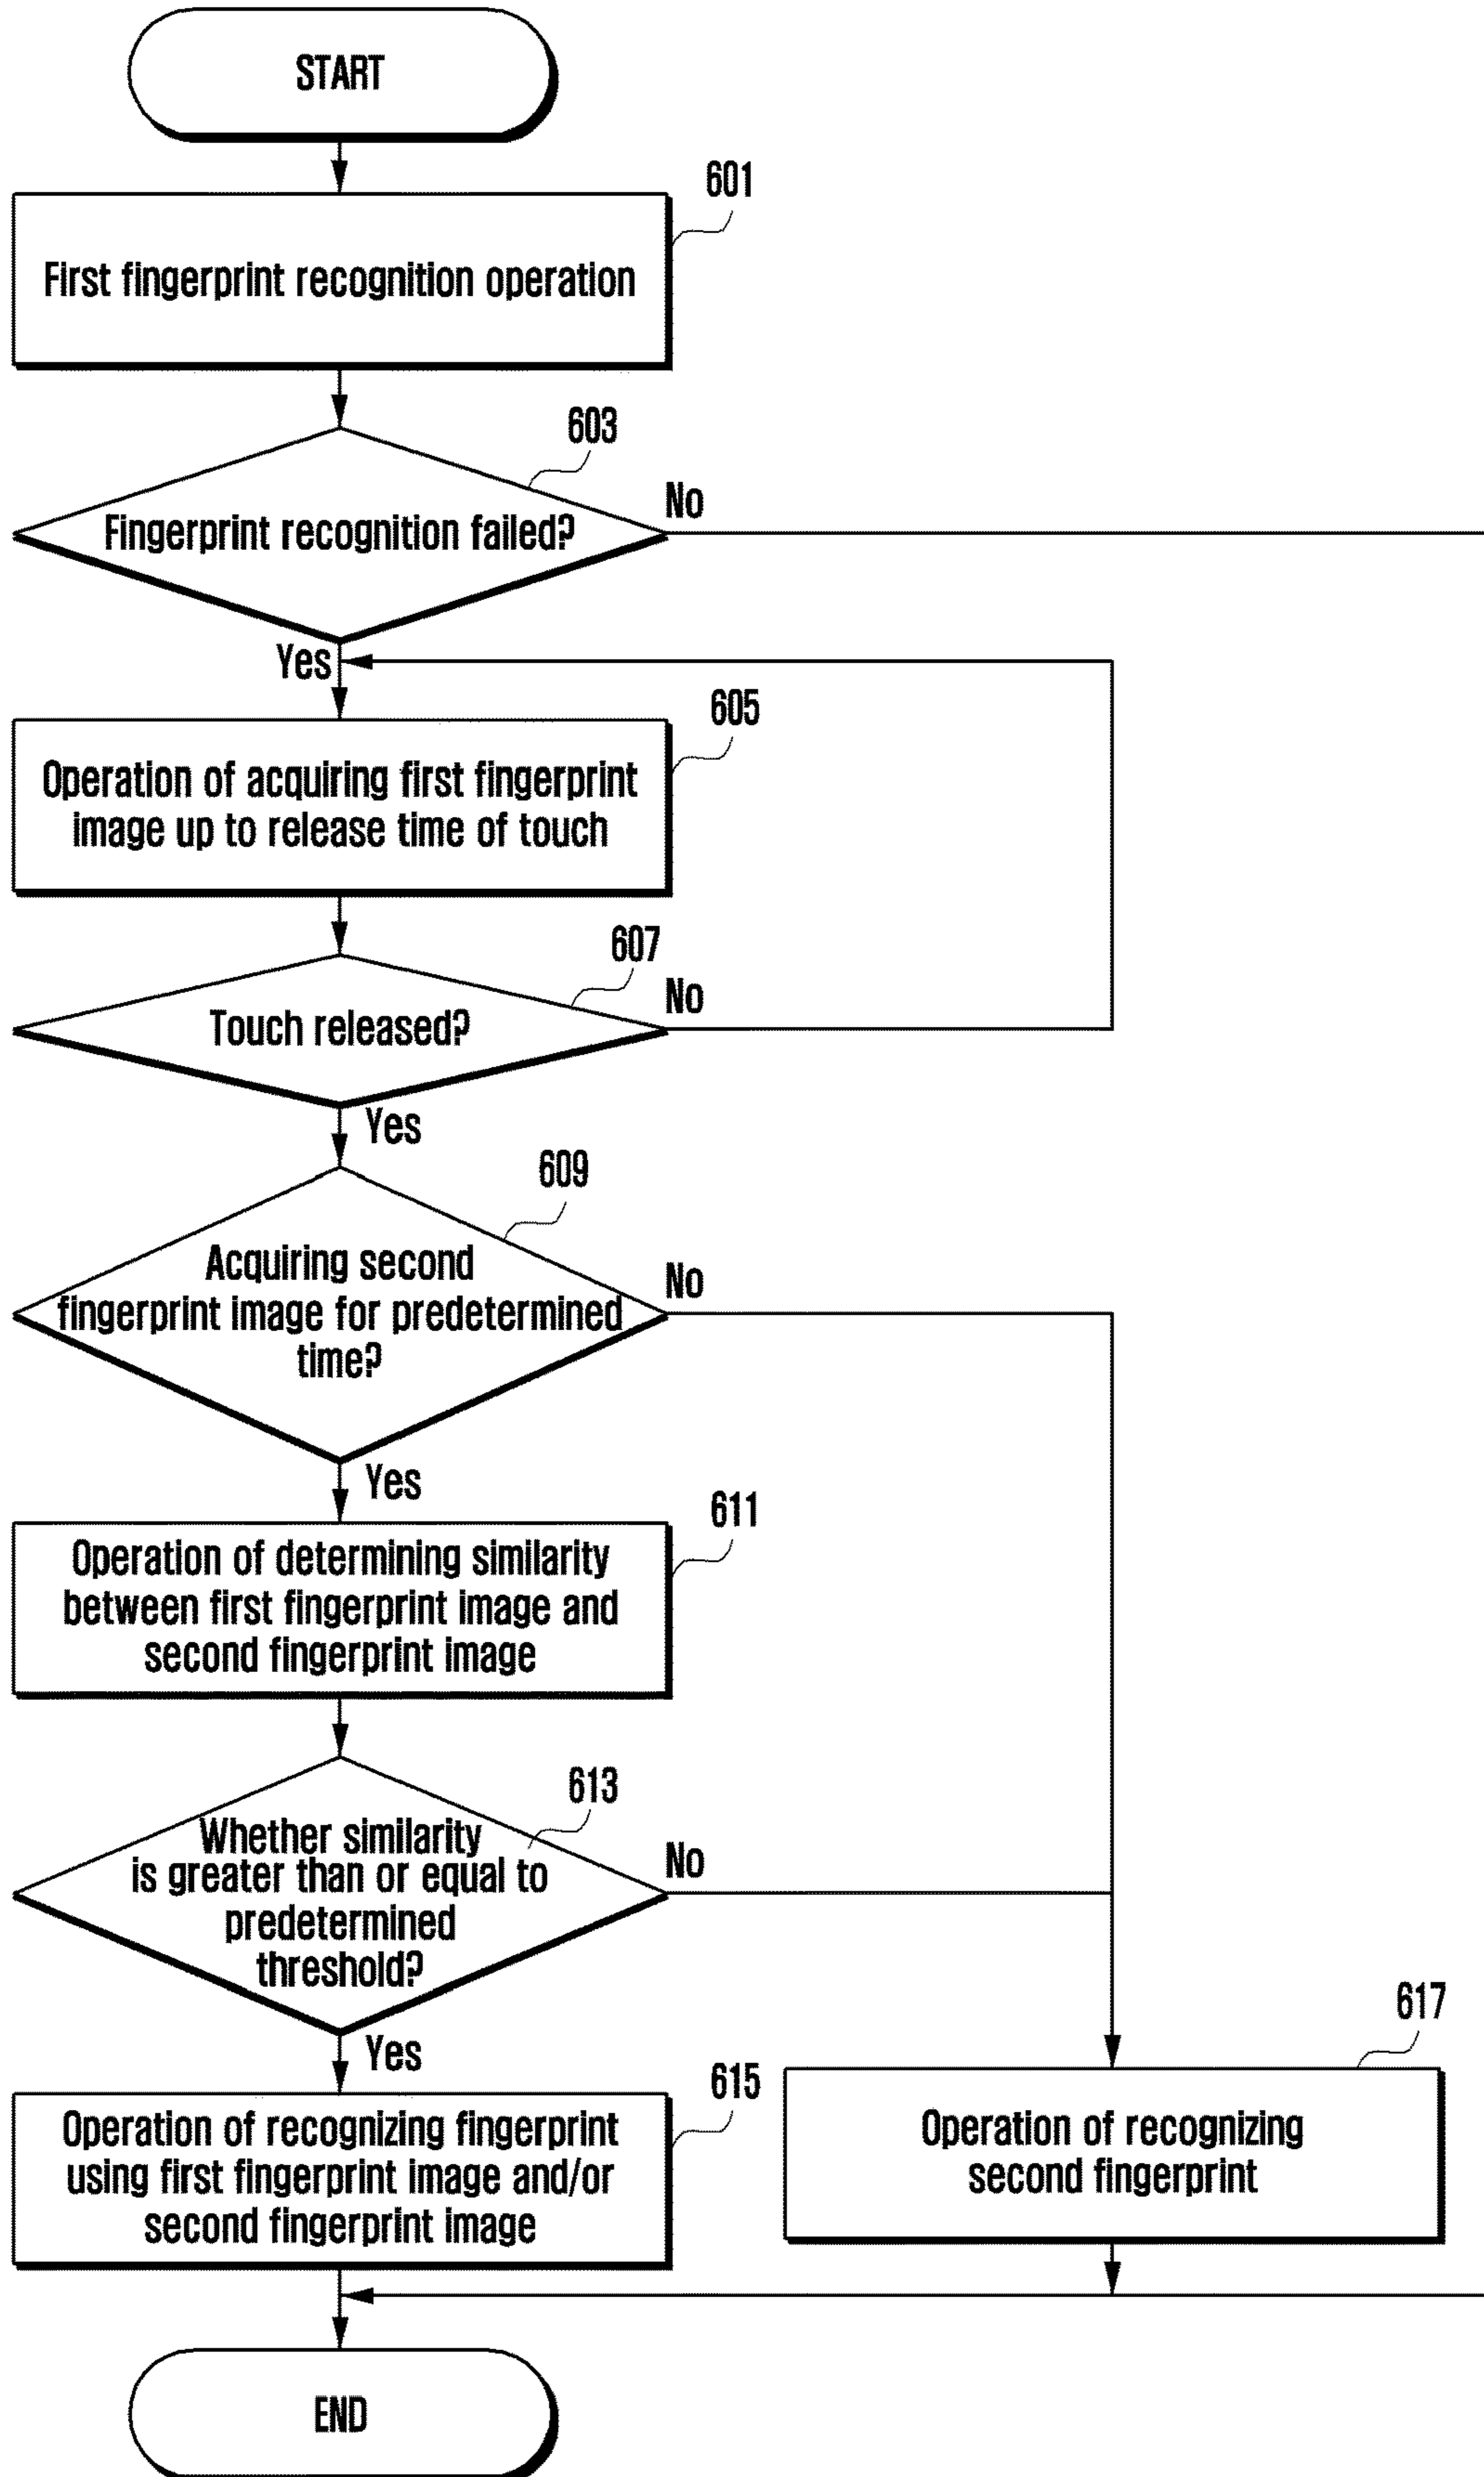 START
601
First fingerprint recognition operation
603
Fingerprint recognition failed?
No
Yes
605
Operation of acquiring first fingerprint
image up to release time of touch
607
Touch released?
No
Yes
609
Acquiring second
fingerprint image for predetermined
time?
No
Yes
611
Operation of determining similarity
between first fingerprint image and
second fingerprint image
613
Whether similarity
is greater than or equal to
predetermined
threshold?
No
Yes
615
Operation of recognizing fingerprint
using first fingerprint image and/or
second fingerprint image
617
Operation of recognizing
second fingerprint
END